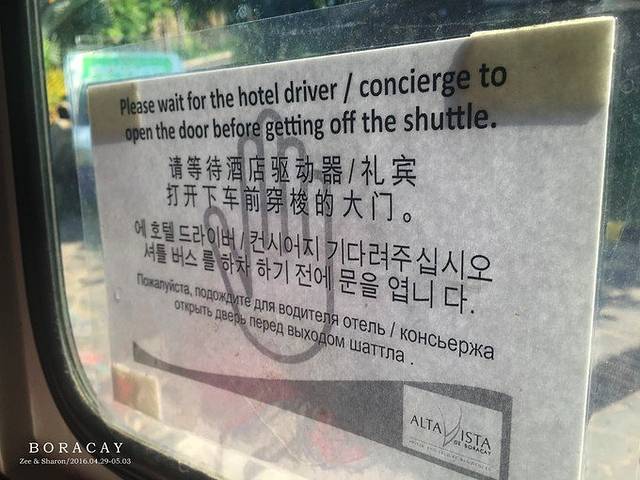 Please wait for the hotel driver / concierge to
open the door before getting off the shuttle.
请等待酒店驱动器/礼宾
打开下车前穿梭的大门。
에 호텔 드라이버 / 컨시어지 기다려주십시오
셔틀 버스 를 하차 하기 전에 문을 엽니 다.
Пожалуйста, подождите для водителя отель / консьержа
открыть дверь перед выходом шаттла .
ALTA VISTA
DE BORACAY
BORACAY
Zee & Sharon/2016.04.29-05.03